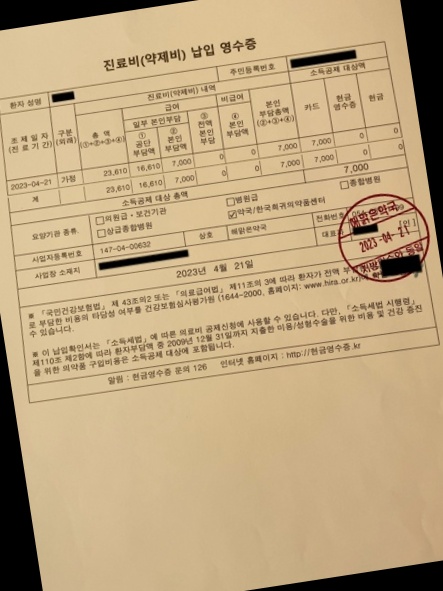 진료비(약제비) 납입 영수증
환자 성명 주민등록번호
진료비(약제비) 내역 소득공제 대상액
조 제 일 자 (진 료 기 간) 구분 (외래) 총 액 (①+②+③+④) 급여 비급여 본인 부담총액 (②+③+④) 카드 현금 영수증 현금
일부 본인부담 ③ 전액 본인 부담 ④ 본인 부담액
① 공단 부담액 ② 본인 부담액
2023-04-21 가정 23,610 16,610 7,000 0 0 7,000 7,000 0 0
계 23,610 16,610 7,000 0 0 7,000 7,000 0 0
소득공제 대상 총액 7,000
요양기관 종류 □의원급・보건기관 □병원급 □종합병원
□상급종합병원 ☑약국/한국희귀의약품센터
사업자등록번호 147-04-00632 상호 해맑은약국 전화번호
사업장 소재지 대표자 [인]
해맑은약국
2023-04-21
2023년 4월 21일
※ 「국민건강보험법」 제 43조의2 또는 「의료급여법」 제11조의 3에 따라 환자가 전액 부
로 부담한 비용의 타당성 여부를 건강보험심사평가원 (1644-2000, 홈페이지: www.hira.or.kr)에 확
수 있습니다.
※ 이 납입확인서는 「소득세법」에 따른 의료비 공제신청에 사용할 수 있습니다. 다만, 「소득세법 시행령」
제110조 제2항에 따라 환자부담액 중 2009년 12월 31일까지 지출한 미용/성형수술을 위한 비용 및 건강 증진
을 위한 의약품 구입비용은 소득공제 대상에 포함됩니다.
알림 : 현금영수증 문의 126 인터넷 홈페이지 : http://현금영수증.kr